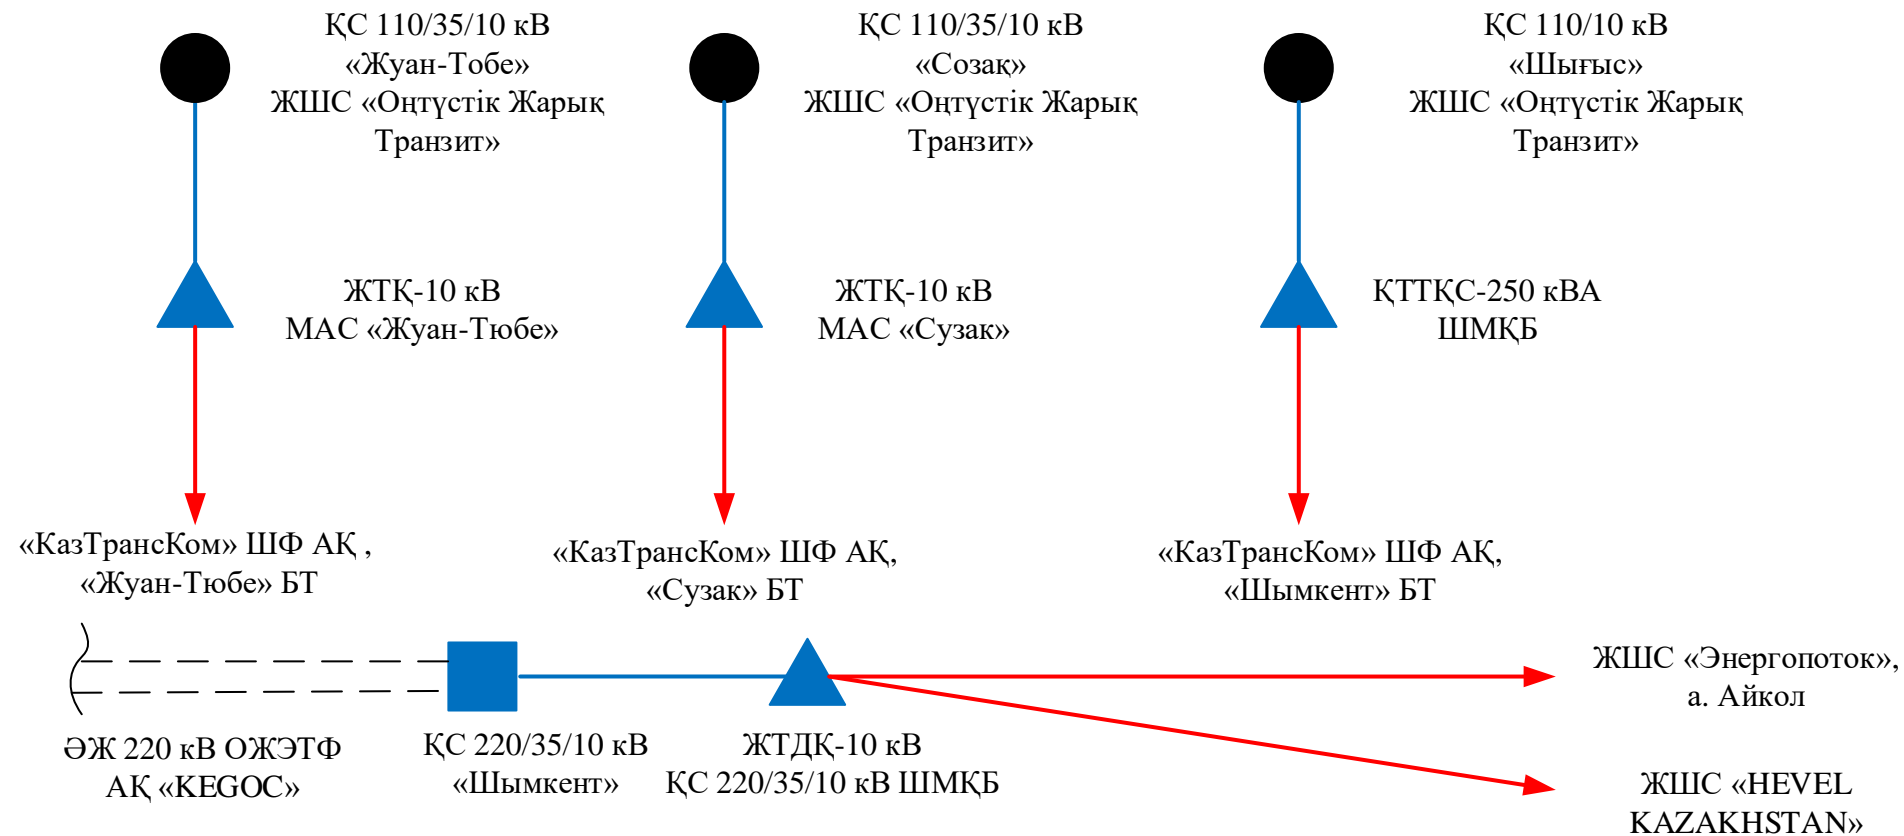 ҚС 110/35/10 кВ
«Жуан-Тобе»
ЖШС «Оңтүстік Жарық
Транзит»
ҚС 110/35/10 кВ
«Созақ»
ЖШС «Оңтүстік Жарық
Транзит»
ҚС 110/10 кВ
«Шығыс»
ЖШС «Оңтүстік Жарық
Транзит»
ЖТҚ-10 кВ
МАС «Жуан-Тюбе»
ЖТҚ-10 кВ
МАС «Сузак»
ҚТТҚС-250 кВА
ШМҚБ
«КазТрансКом» ШФ АҚ ,
«Жуан-Тюбе» БТ
«КазТрансКом» ШФ АҚ,
«Сузак» БТ
«КазТрансКом» ШФ АҚ,
«Шымкент» БТ
ӘЖ 220 кВ ОЖЭТФ
АҚ «KEGOC»
ҚС 220/35/10 кВ
«Шымкент»
ЖТДҚ-10 кВ
ҚС 220/35/10 кВ ШМҚБ
ЖШС «Энергопоток»,
а. Айкол
ЖШС «HEVEL
KAZAKHSTAN»